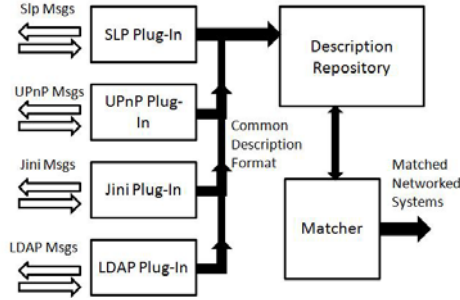 Slp Msgs
SLP Plug-In
UPnP Msgs
UPnP Plug-
In
Jini Msgs
Jini Plug-In
LDAP Msgs
LDAP Plug-In
Common
Description
Format
Description
Repository
Matcher
Matched
Networked
Systems